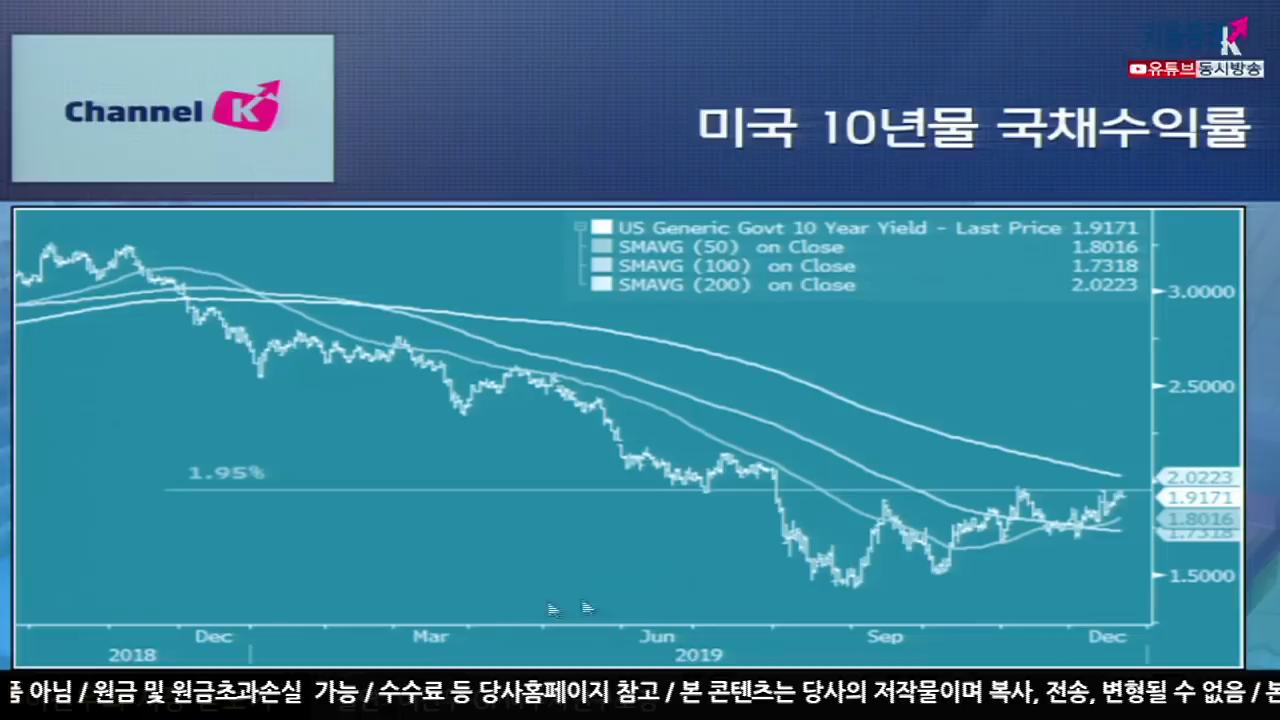 Channel K
K
유튜브 동시방송
미국 10년물 국채수익률
US Generic Govt 10 Year Yield - Last Price 1.9171
SMAVG (50) on Close 1.8016
SMAVG (100) on Close 1.7318
SMAVG (200) on Close 2.0223
3.0000
2.5000
1.95%
2.0223
1.9171
1.8016
1.7318
1.5000
Dec Mar Jun Sep Dec
2018 2019
아님 / 원금 및 원금초과손실 가능 / 수수료 등 당사홈페이지 참고 / 본 콘텐츠는 당사의 저작물이며 복사, 전송, 변형될 수 없음 / 본